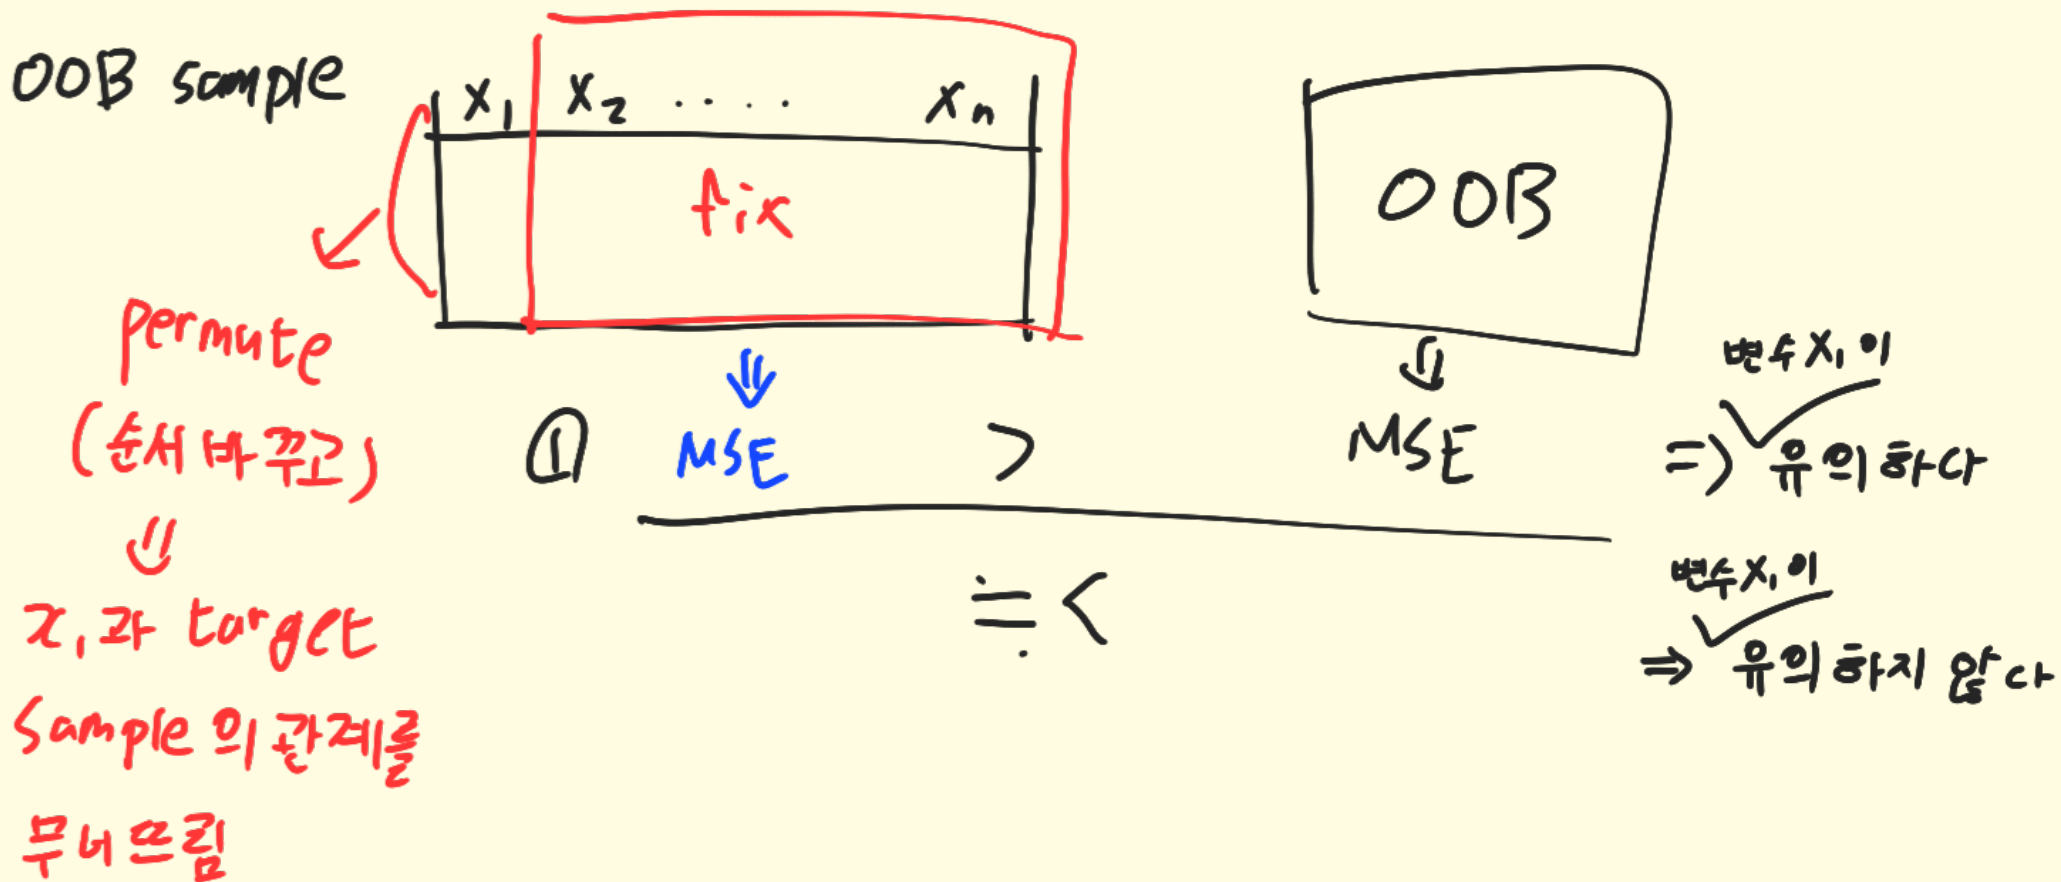 OOB sample
X₁ X₂ ..... Xₙ
fix
permute
(순서 바꾸고)
⇓
x₁과 target
sample의 관계를
무너뜨림
OOB
⇓ ⇓
① MSE > MSE
변수 X₁이
⇒ 유의하다
≒ <
변수 X₁이
⇒ 유의하지 않다